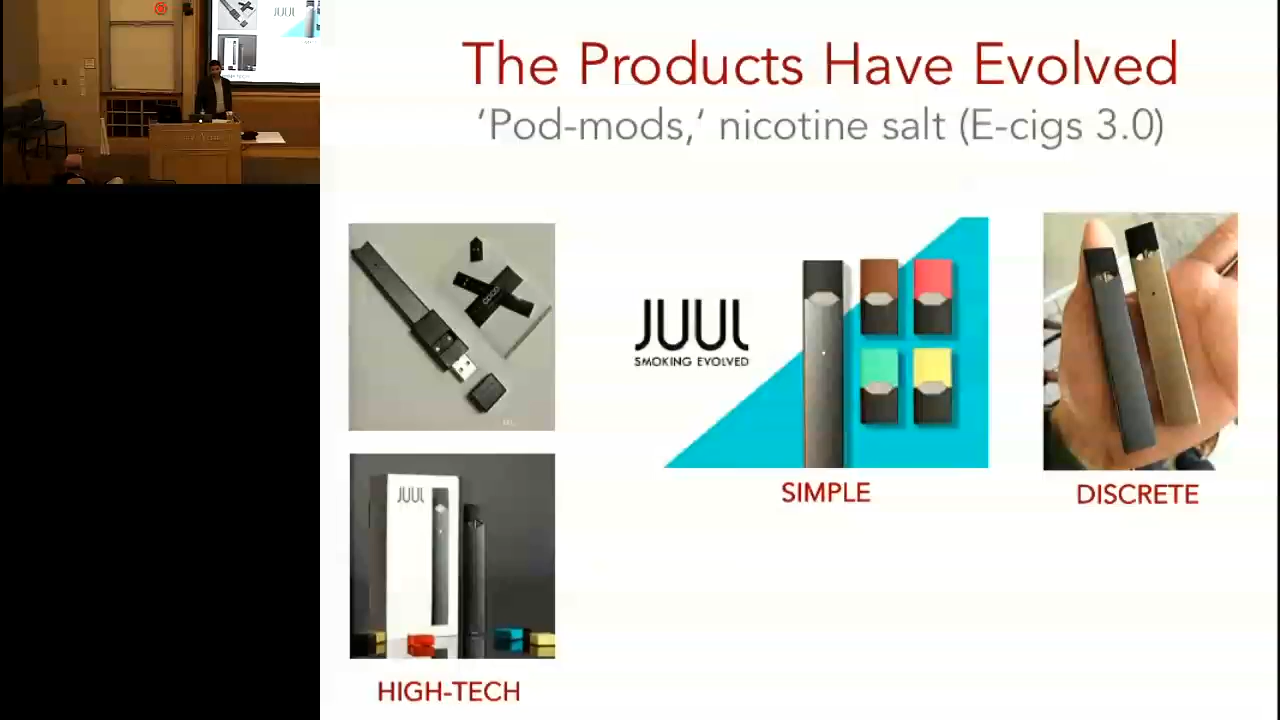 The Products Have Evolved
‘Pod-mods,‘ nicotine salt (E-cigs 3.0)
JUUL
SMOKING EVOLVED
SIMPLE
DISCRETE
JUUL
HIGH-TECH
JUUL